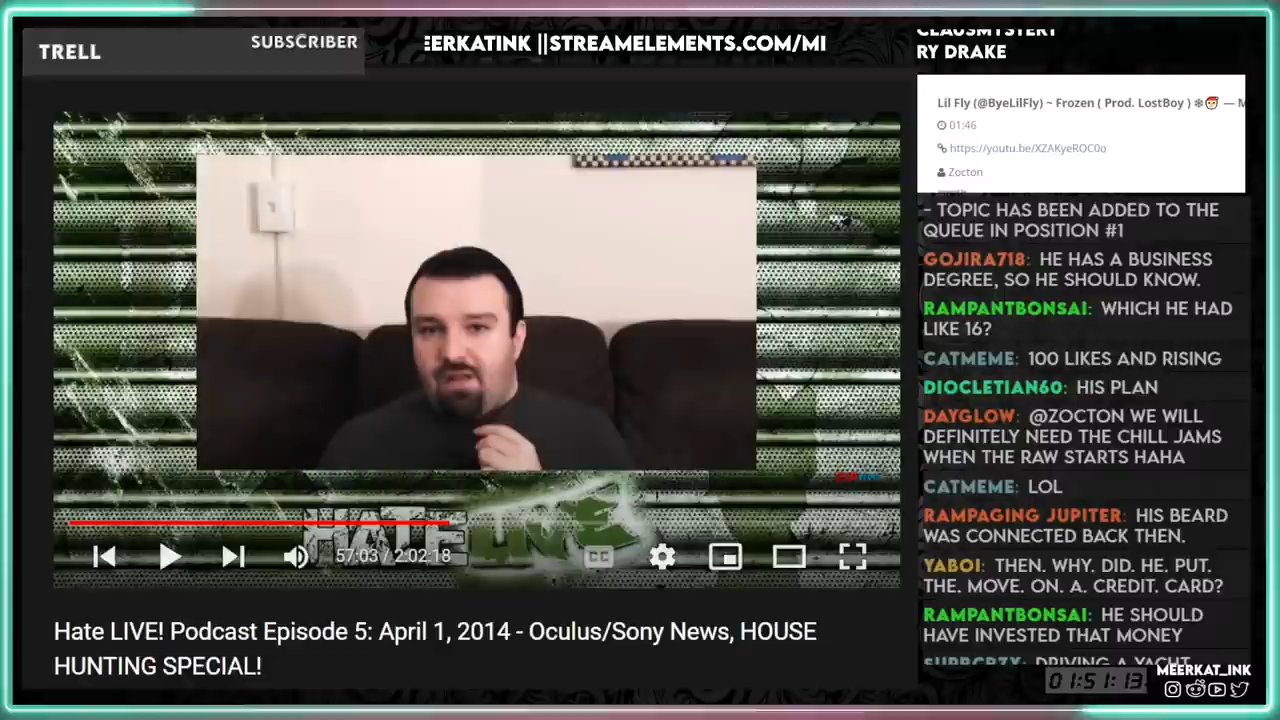 TRELL
SUBSCRIBER
EERKATINK ||STREAMELEMENTS.COM/MI
CLAUSMYSTERY
RY DRAKE
Lil Fly (@ByeLilFly) ~ Frozen ( Prod. LostBoy ) ❄🎅 — M
01:46
https://youtu.be/XZAKyeROC0o
Zocton
- TOPIC HAS BEEN ADDED TO THE
QUEUE IN POSITION #1
GOJIRA718: HE HAS A BUSINESS
DEGREE, SO HE SHOULD KNOW.
RAMPANTBONSAI: WHICH HE HAD
LIKE 16?
CATMEME: 100 LIKES AND RISING
DIOCLETIAN60: HIS PLAN
DAYGLOW: @ZOCTON WE WILL
DEFINITELY NEED THE CHILL JAMS
WHEN THE RAW STARTS HAHA
CATMEME: LOL
RAMPAGING JUPITER: HIS BEARD
WAS CONNECTED BACK THEN.
YABOI: THEN. WHY. DID. HE. PUT.
THE. MOVE. ON. A. CREDIT. CARD?
RAMPANTBONSAI: HE SHOULD
HAVE INVESTED THAT MONEY
DRIVING A YACHT
HATE LIVE
57:03 / 2:02:18
CC
Hate LIVE! Podcast Episode 5: April 1, 2014 - Oculus/Sony News, HOUSE
HUNTING SPECIAL!
01:51:13
MEERKAT_INK